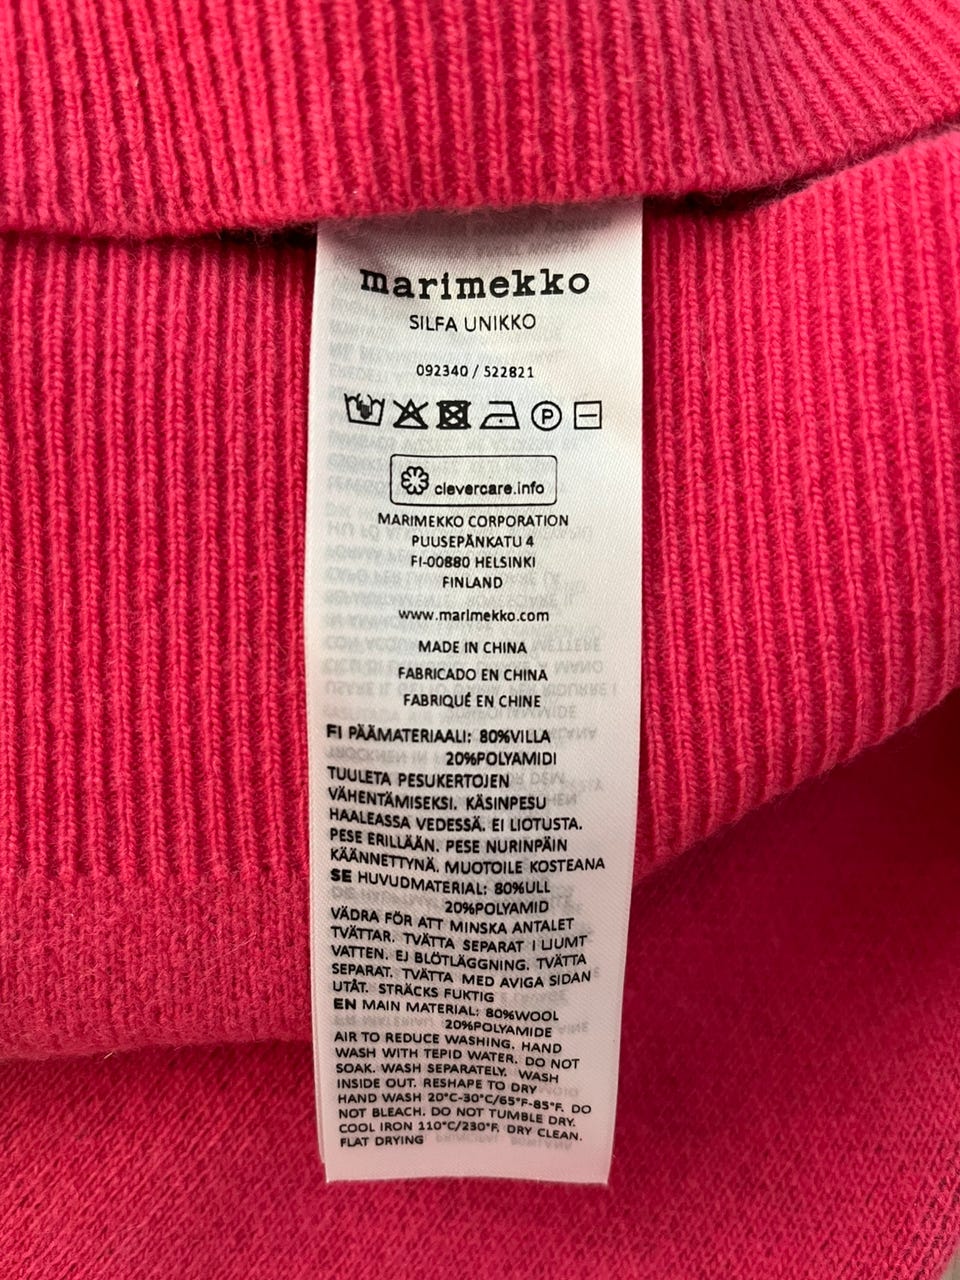 marimekko
SILFA UNIKKO
092340 / 522821
P
clevercare.info
MARIMEKKO CORPORATION
PUUSEPÄNKATU 4
FI-00880 HELSINKI
FINLAND
www.marimekko.com
MADE IN CHINA
FABRICADO EN CHINA
FABRIQUÉ EN CHINE
FI PÄÄMATERIAALI: 80%VILLA
20%POLYAMIDI
TUULETA PESUKERTOJEN
VÄHENTÄMISEKSI. KÄSINPESU
HAALEASSA VEDESSÄ. EI LIOTUSTA.
PESE ERILLÄÄN. PESE NURINPÄIN
KÄÄNNETTYNÄ. MUOTOILE KOSTEANA
SE HUVUDMATERIAL: 80%ULL
20%POLYAMID
VÄDRA FÖR ATT MINSKA ANTALET
TVÄTTAR. TVÄTTA SEPARAT I LJUMT
VATTEN. EJ BLÖTLÄGGNING. TVÄTTA
SEPARAT. TVÄTTA MED AVIGA SIDAN
UTÅT. STRÄCKS FUKTIG
EN MAIN MATERIAL: 80%WOOL
20%POLYAMIDE
AIR TO REDUCE WASHING. HAND
WASH WITH TEPID WATER. DO NOT
SOAK. WASH SEPARATELY. WASH
INSIDE OUT. RESHAPE TO DRY
HAND WASH 20°C-30°C/65°F-85°F. DO
NOT BLEACH. DO NOT TUMBLE DRY.
COOL IRON 110°C/230°F. DRY CLEAN.
FLAT DRYING